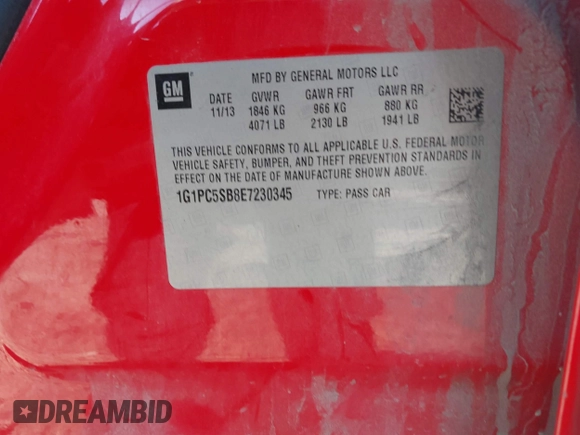 GM
MFD BY GENERAL MOTORS LLC
DATE GVWR GAWR FRT GAWR RR
11/13 1846 KG 966 KG 880 KG
4071 LB 2130 LB 1941 LB
THIS VEHICLE CONFORMS TO ALL APPLICABLE U.S. FEDERAL MOTOR
VEHICLE SAFETY, BUMPER, AND THEFT PREVENTION STANDARDS IN
EFFECT ON THE DATE OF MANUFACTURE SHOWN ABOVE.
1G1PC5SB8E7230345 TYPE: PASS CAR
DREAMBID